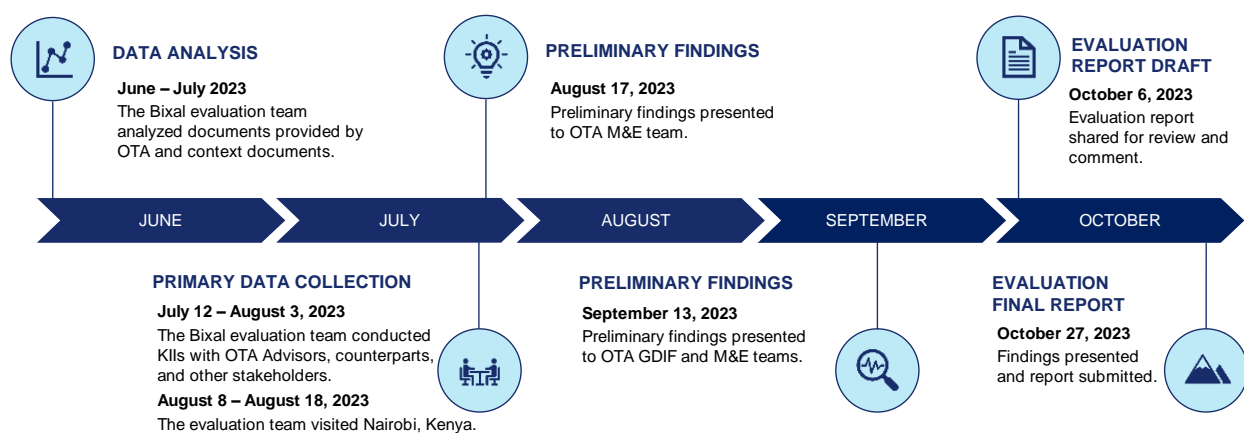 DATA ANALYSIS
June – July 2023
The Bixal evaluation team
analyzed documents provided by
OTA and context documents.
PRELIMINARY FINDINGS
August 17, 2023
Preliminary findings presented
to OTA M&E team.
EVALUATION
REPORT DRAFT
October 6, 2023
Evaluation report
shared for review and
comment.
JUNE
JULY
AUGUST
SEPTEMBER
OCTOBER
PRIMARY DATA COLLECTION
July 12 – August 3, 2023
The Bixal evaluation team conducted
KIIs with OTA Advisors, counterparts,
and other stakeholders.
August 8 – August 18, 2023
The evaluation team visited Nairobi, Kenya.
PRELIMINARY FINDINGS
September 13, 2023
Preliminary findings presented
to OTA GDIF and M&E teams.
EVALUATION
FINAL REPORT
October 27, 2023
Findings presented
and report submitted.